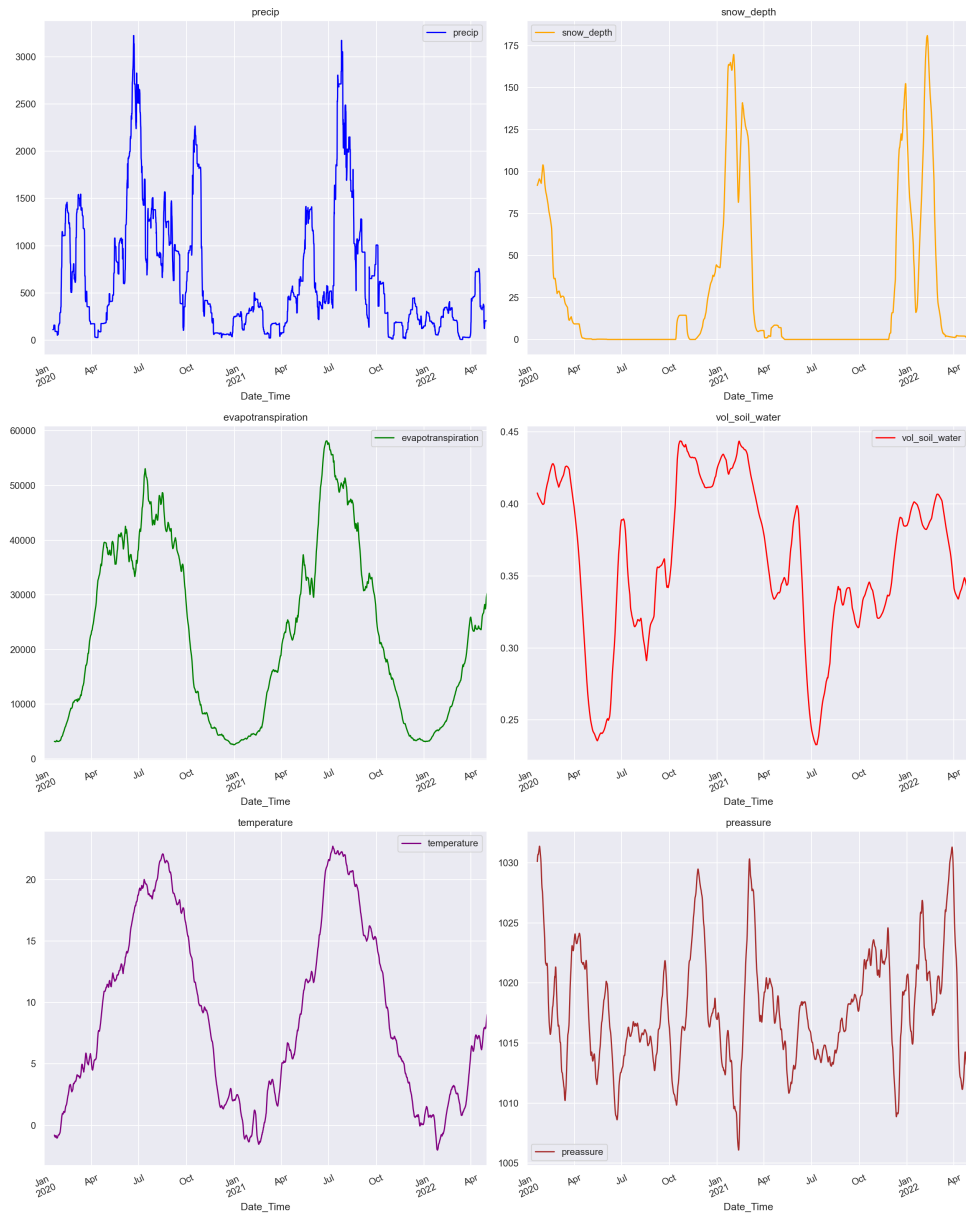 precip
precip
3000
2500
2000
1500
1000
500
0
Jan
2020
Apr
Jul
Oct
Jan
2021
Apr
Jul
Oct
Jan
2022
Apr
Date_Time
snow_depth
snow_depth
175
150
125
100
75
50
25
0
Jan
2020
Apr
Jul
Oct
Jan
2021
Apr
Jul
Oct
Jan
2022
Apr
Date_Time
evapotranspiration
evapotranspiration
60000
50000
40000
30000
20000
10000
0
Jan
2020
Apr
Jul
Oct
Jan
2021
Apr
Jul
Oct
Jan
2022
Apr
Date_Time
vol_soil_water
vol_soil_water
0.45
0.40
0.35
0.30
0.25
Jan
2020
Apr
Jul
Oct
Jan
2021
Apr
Jul
Oct
Jan
2022
Apr
Date_Time
temperature
temperature
20
15
10
5
0
Jan
2020
Apr
Jul
Oct
Jan
2021
Apr
Jul
Oct
Jan
2022
Apr
Date_Time
preassure
1030
1025
1020
1015
1010
1005
preassure
Jan
2020
Apr
Jul
Oct
Jan
2021
Apr
Jul
Oct
Jan
2022
Apr
Date_Time